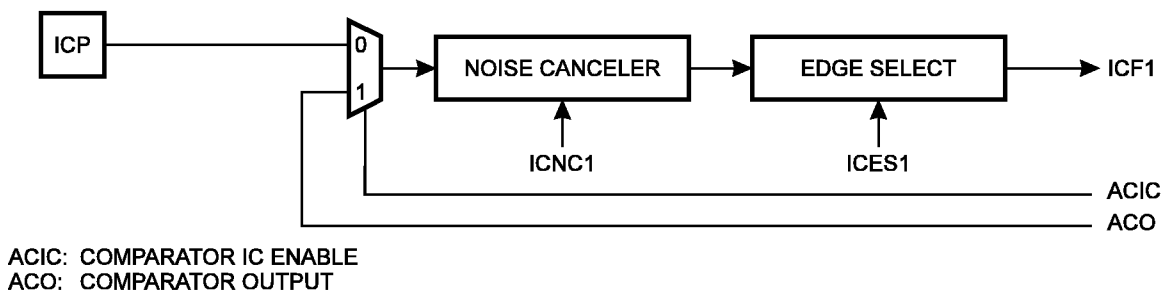 ICP
0
1
NOISE CANCELER
EDGE SELECT
ICF1
ICNC1
ICES1
ACIC
ACO
ACIC: COMPARATOR IC ENABLE
ACO: COMPARATOR OUTPUT